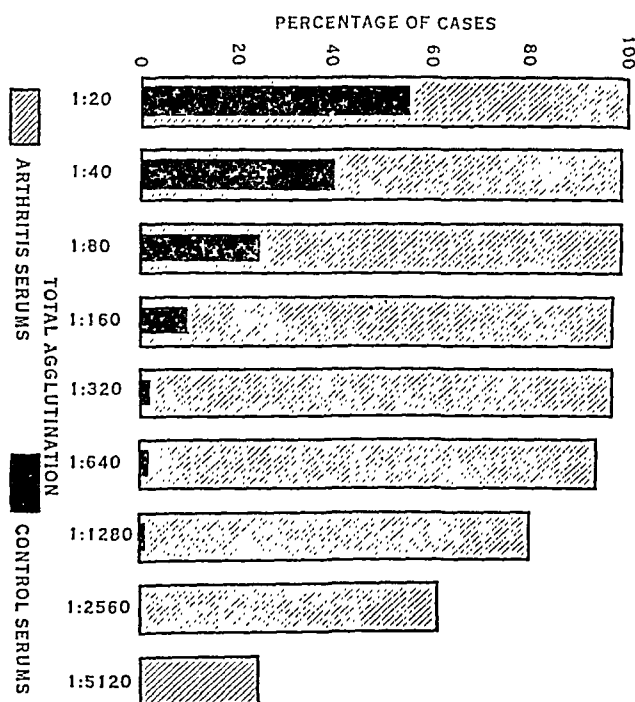 PERCENTAGE OF CASES
0 20 40 60 80 100
1:20
1:40
1:80
1:160
1:320
1:640
1:1280
1:2560
1:5120
TOTAL AGGLUTINATION
ARTHRITIS SERUMS
CONTROL SERUMS